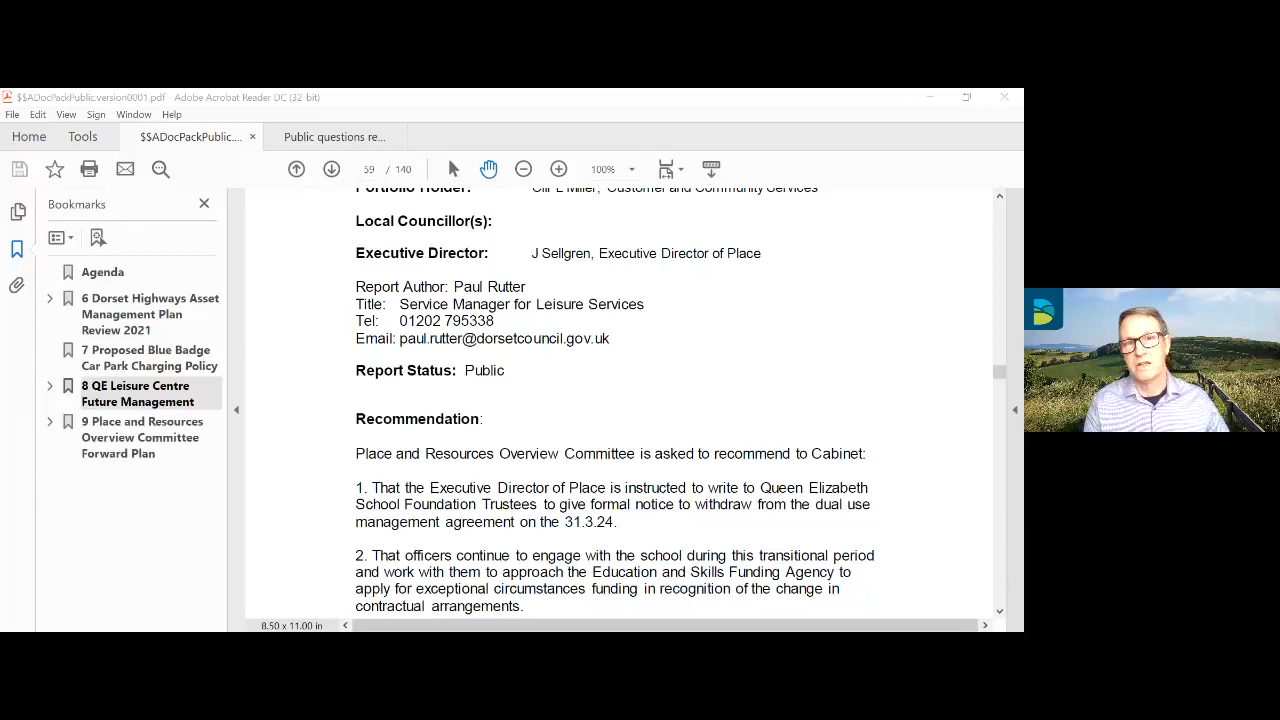 $$ADocPackPublic.version0001.pdf - Adobe Acrobat Reader DC (32-bit)
File Edit View Sign Window Help
Home Tools $$ADocPackPublic.... × Public questions re...
59 / 140 100%
Bookmarks
Agenda
6 Dorset Highways Asset
Management Plan
Review 2021
7 Proposed Blue Badge
Car Park Charging Policy
8 QE Leisure Centre
Future Management
9 Place and Resources
Overview Committee
Forward Plan
Portfolio Holder: Cllr L Miller, Customer and Community Services
Local Councillor(s):
Executive Director: J Sellgren, Executive Director of Place
Report Author: Paul Rutter
Title: Service Manager for Leisure Services
Tel: 01202 795338
Email: paul.rutter@dorsetcouncil.gov.uk
Report Status: Public
Recommendation:
Place and Resources Overview Committee is asked to recommend to Cabinet:
1. That the Executive Director of Place is instructed to write to Queen Elizabeth
School Foundation Trustees to give formal notice to withdraw from the dual use
management agreement on the 31.3.24.
2. That officers continue to engage with the school during this transitional period
and work with them to approach the Education and Skills Funding Agency to
apply for exceptional circumstances funding in recognition of the change in
contractual arrangements.
8.50 x 11.00 in